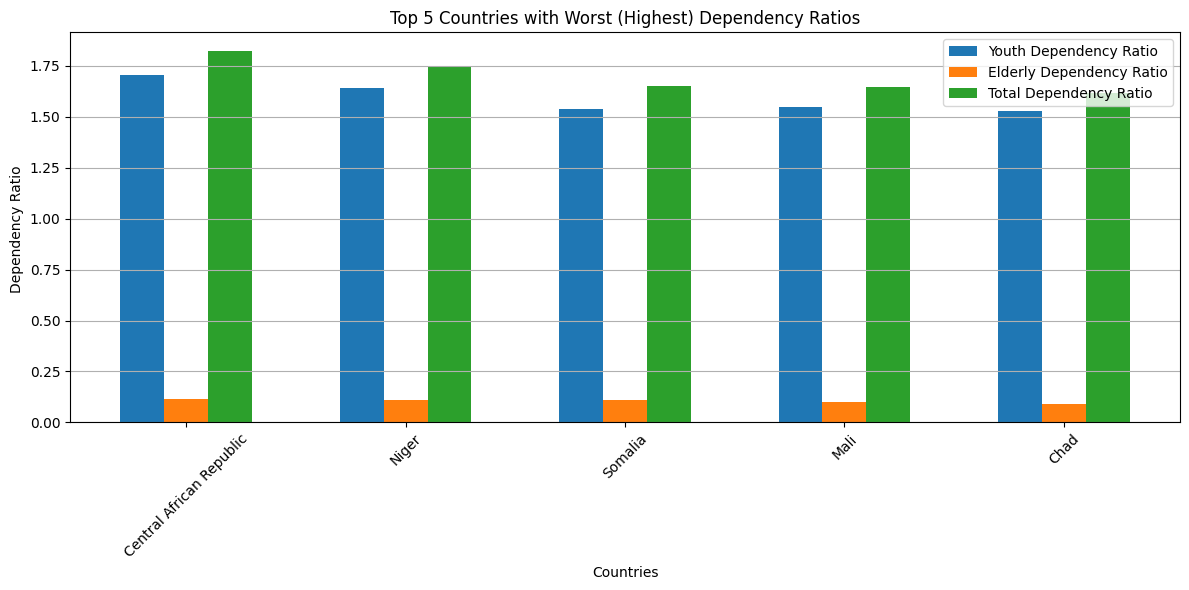 Top 5 Countries with Worst (Highest) Dependency Ratios
Youth Dependency Ratio
Elderly Dependency Ratio
Total Dependency Ratio
Dependency Ratio
1.75
1.50
1.25
1.00
0.75
0.50
0.25
0.00
Central African Republic
Niger
Somalia
Mali
Chad
Countries